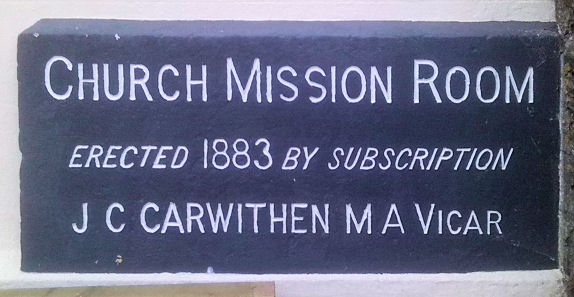 CHURCH MISSION ROOM
ERECTED 1883 BY SUBSCRIPTION
J C CARWITHEN M A VICAR